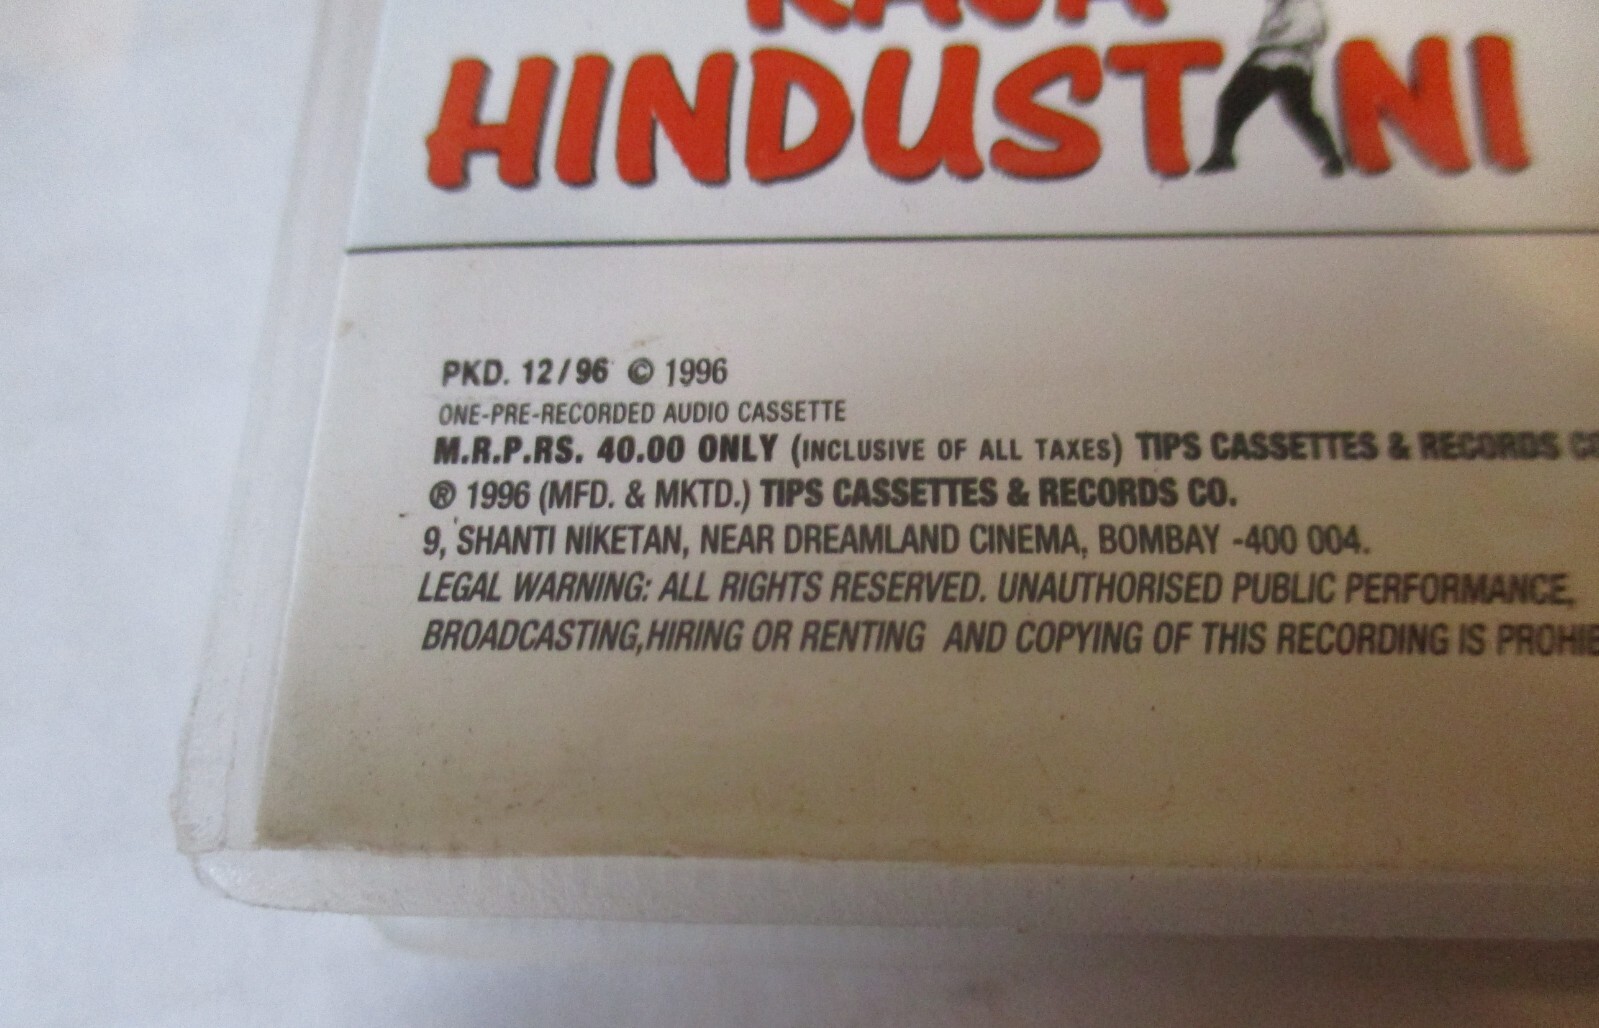 RAJA
HINDUSTANI
PKD. 12/96 © 1996
ONE-PRE-RECORDED AUDIO CASSETTE
M.R.P.RS. 40.00 ONLY (INCLUSIVE OF ALL TAXES) TIPS CASSETTES & RECORDS
® 1996 (MFD. & MKTD.) TIPS CASSETTES & RECORDS CO.
9, SHANTI NIKETAN, NEAR DREAMLAND CINEMA, BOMBAY -400 004.
LEGAL WARNING: ALL RIGHTS RESERVED. UNAUTHORISED PUBLIC PERFORMANCE,
BROADCASTING,HIRING OR RENTING AND COPYING OF THIS RECORDING IS